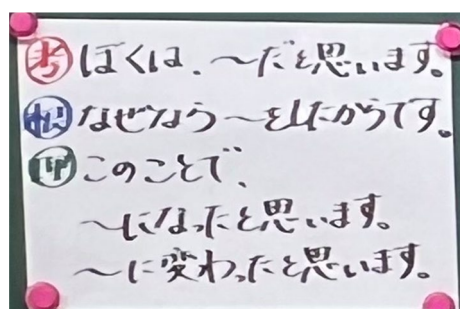 考 ぼくは、～だと思います。
根 なぜなら～をしたからです。
このことで、
～になったと思います。
～に変わったと思います。